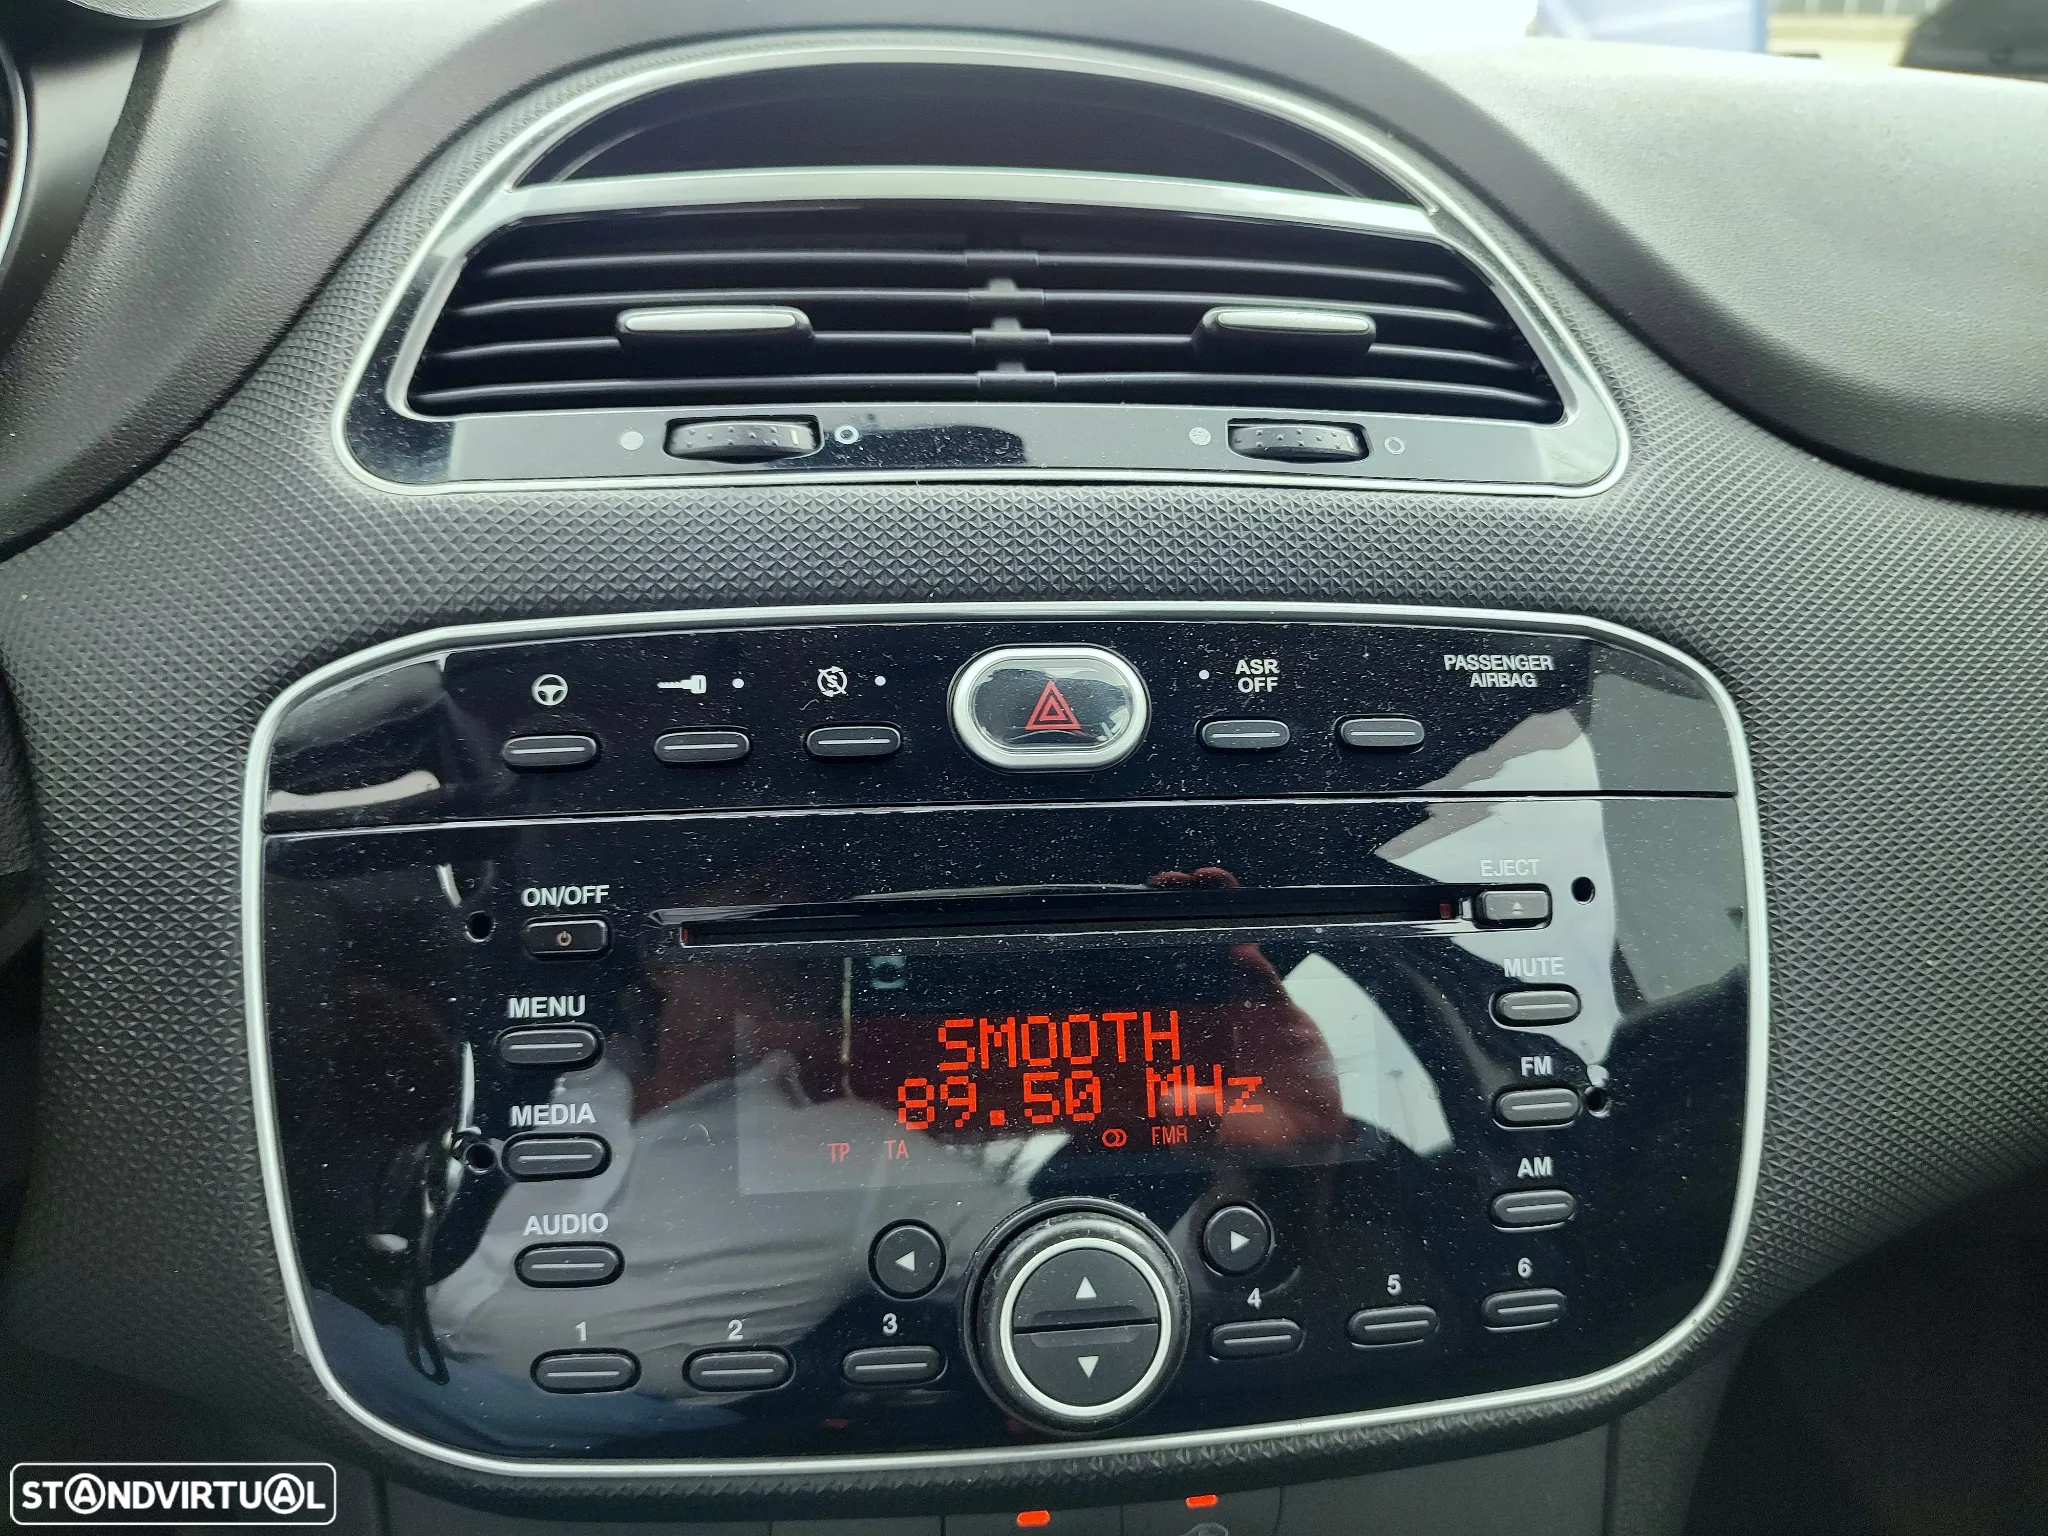 ASR
OFF
PASSENGER
AIRBAG
ON/OFF
EJECT
MENU
MUTE
SMOOTH
89.50 MHz
TP TA FMR
MEDIA
FM
AUDIO
AM
1 2 3 4 5 6
STANDVIRTUAL